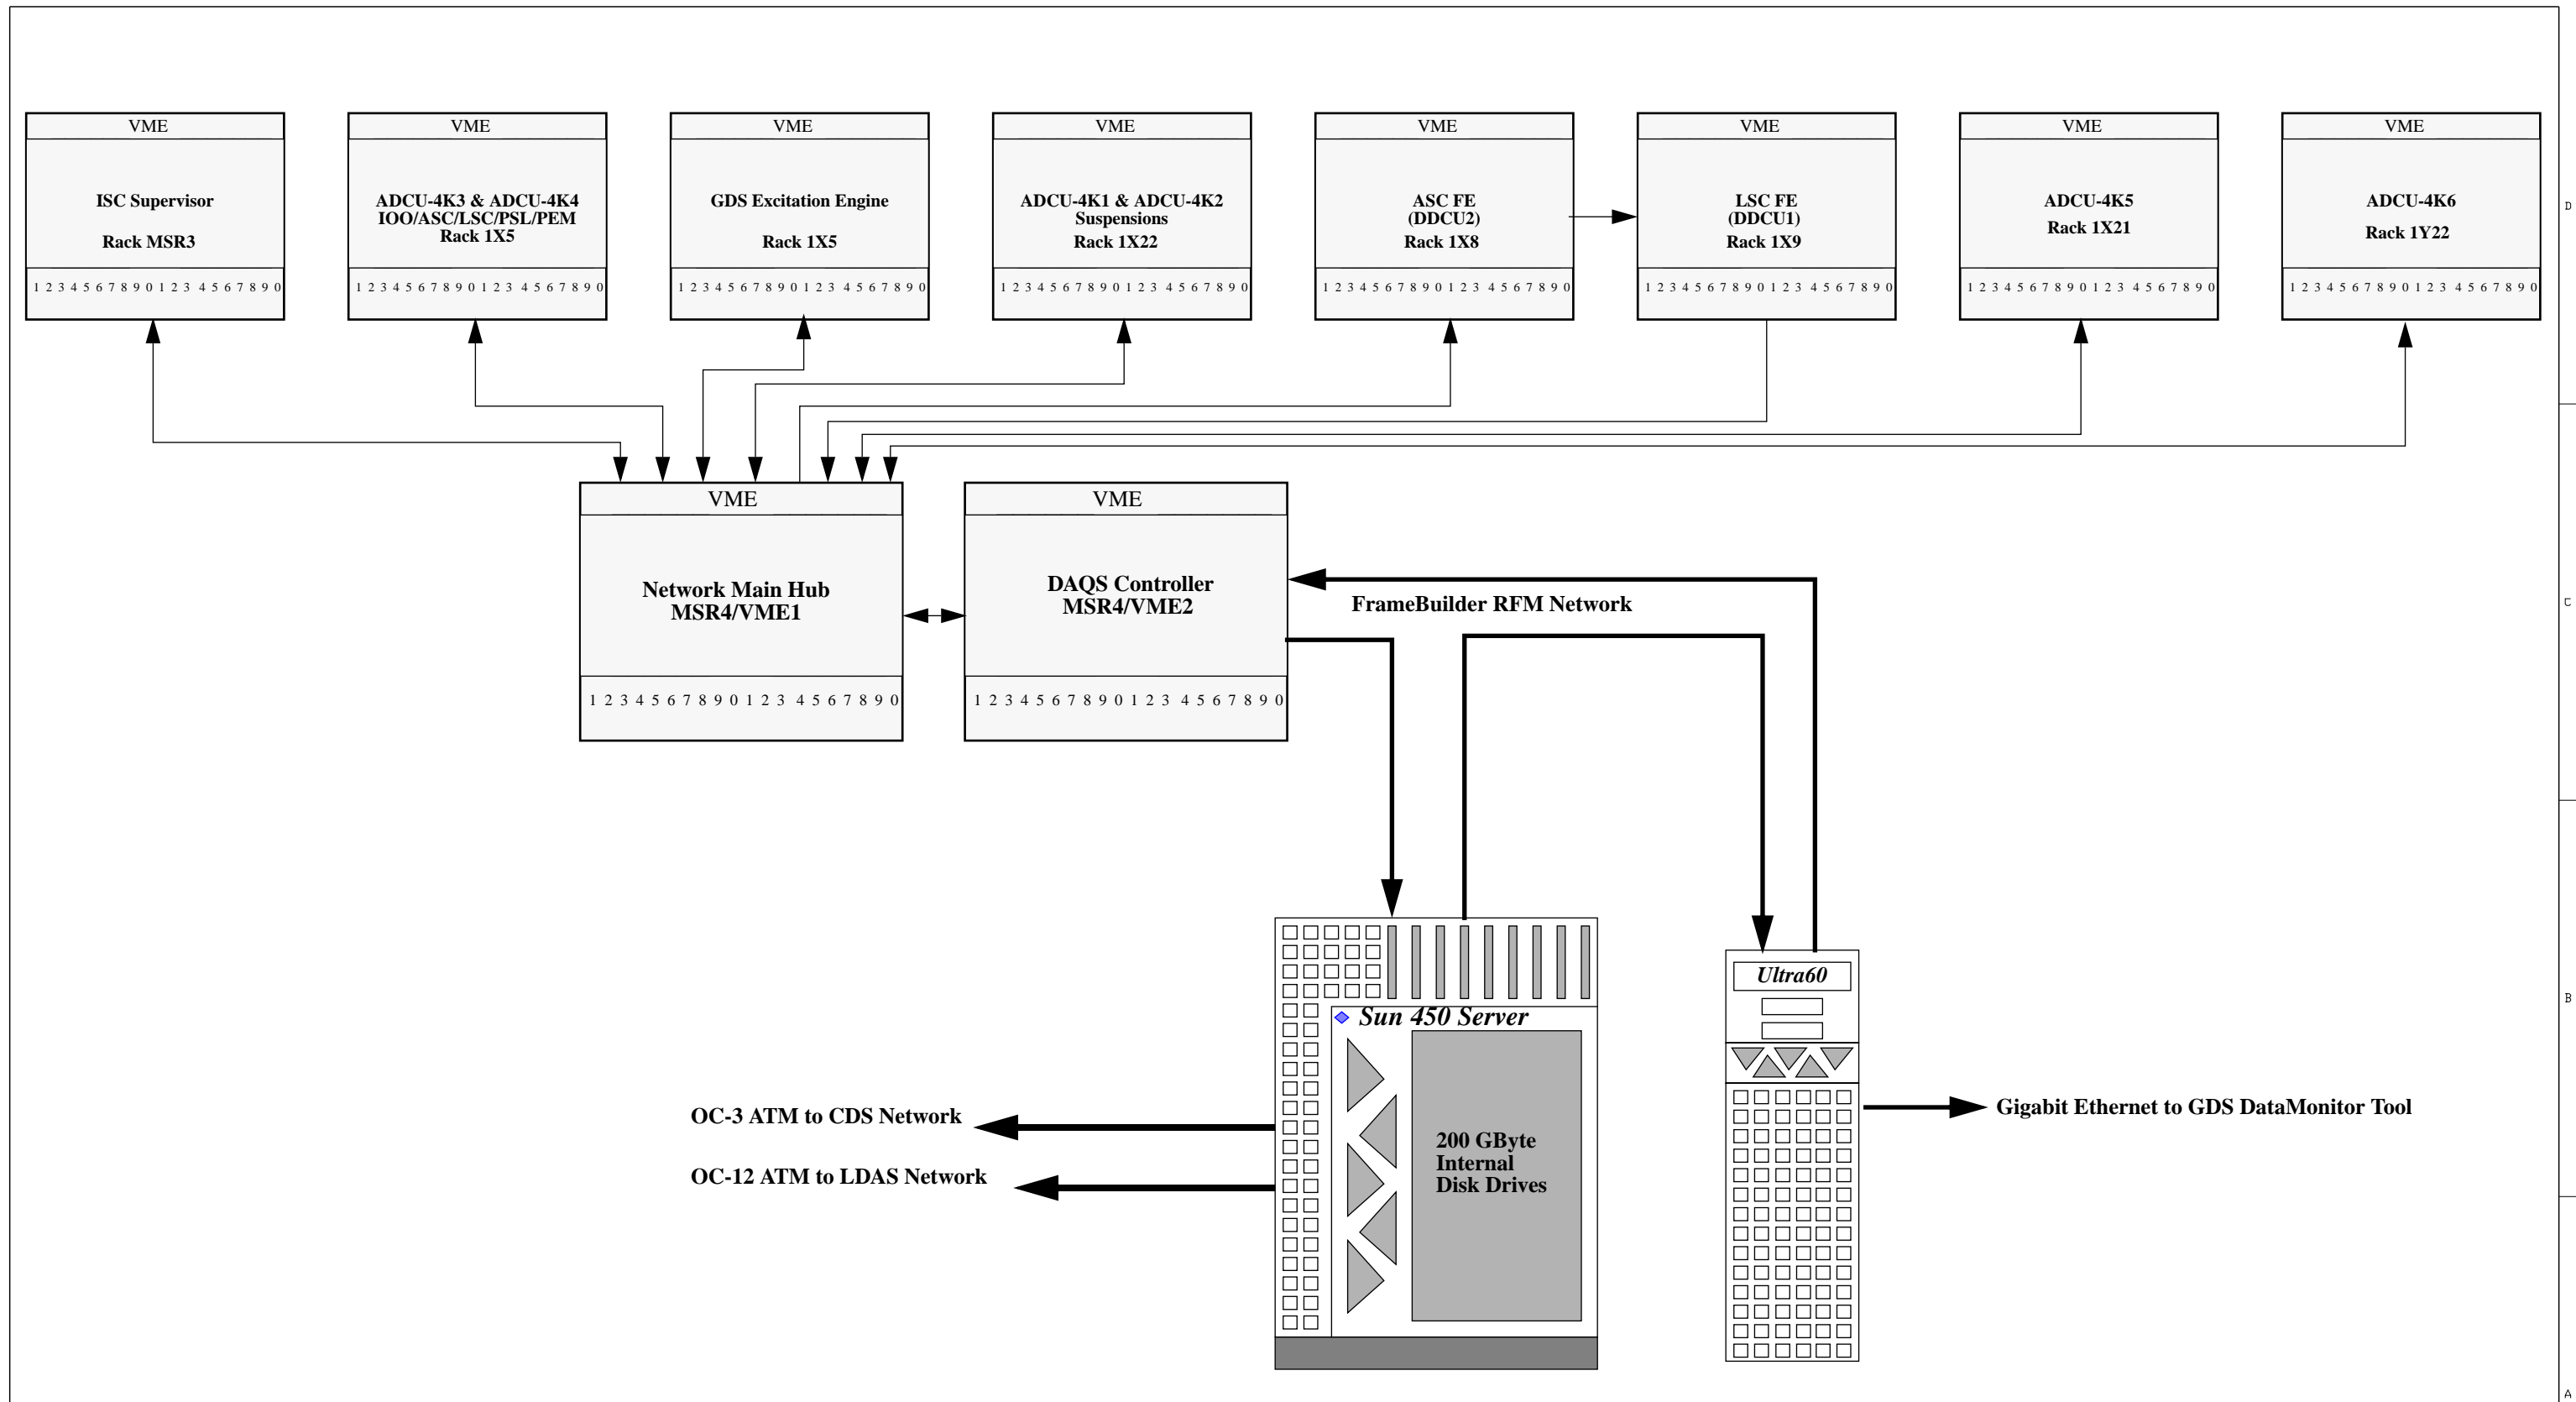 VME
ISC Supervisor
Rack MSR3
1 2 3 4 5 6 7 8 9 0 1 2 3 4 5 6 7 8 9 0
VME
ADCU-4K3 & ADCU-4K4
IOO/ASC/LSC/PSL/PEM
Rack 1X5
1 2 3 4 5 6 7 8 9 0 1 2 3 4 5 6 7 8 9 0
VME
GDS Excitation Engine
Rack 1X5
1 2 3 4 5 6 7 8 9 0 1 2 3 4 5 6 7 8 9 0
VME
ADCU-4K1 & ADCU-4K2
Suspensions
Rack 1X22
1 2 3 4 5 6 7 8 9 0 1 2 3 4 5 6 7 8 9 0
VME
ASC FE
(DDCU2)
Rack 1X8
1 2 3 4 5 6 7 8 9 0 1 2 3 4 5 6 7 8 9 0
VME
LSC FE
(DDCU1)
Rack 1X9
1 2 3 4 5 6 7 8 9 0 1 2 3 4 5 6 7 8 9 0
VME
ADCU-4K5
Rack 1X21
1 2 3 4 5 6 7 8 9 0 1 2 3 4 5 6 7 8 9 0
VME
ADCU-4K6
Rack 1Y22
1 2 3 4 5 6 7 8 9 0 1 2 3 4 5 6 7 8 9 0
D
VME
Network Main Hub
MSR4/VME1
1 2 3 4 5 6 7 8 9 0 1 2 3 4 5 6 7 8 9 0
VME
DAQS Controller
MSR4/VME2
1 2 3 4 5 6 7 8 9 0 1 2 3 4 5 6 7 8 9 0
FrameBuilder RFM Network
C
Ultra60
Sun 450 Server
B
200 GByte
Internal
Disk Drives
OC-3 ATM to CDS Network
OC-12 ATM to LDAS Network
Gigabit Ethernet to GDS DataMonitor Tool
A